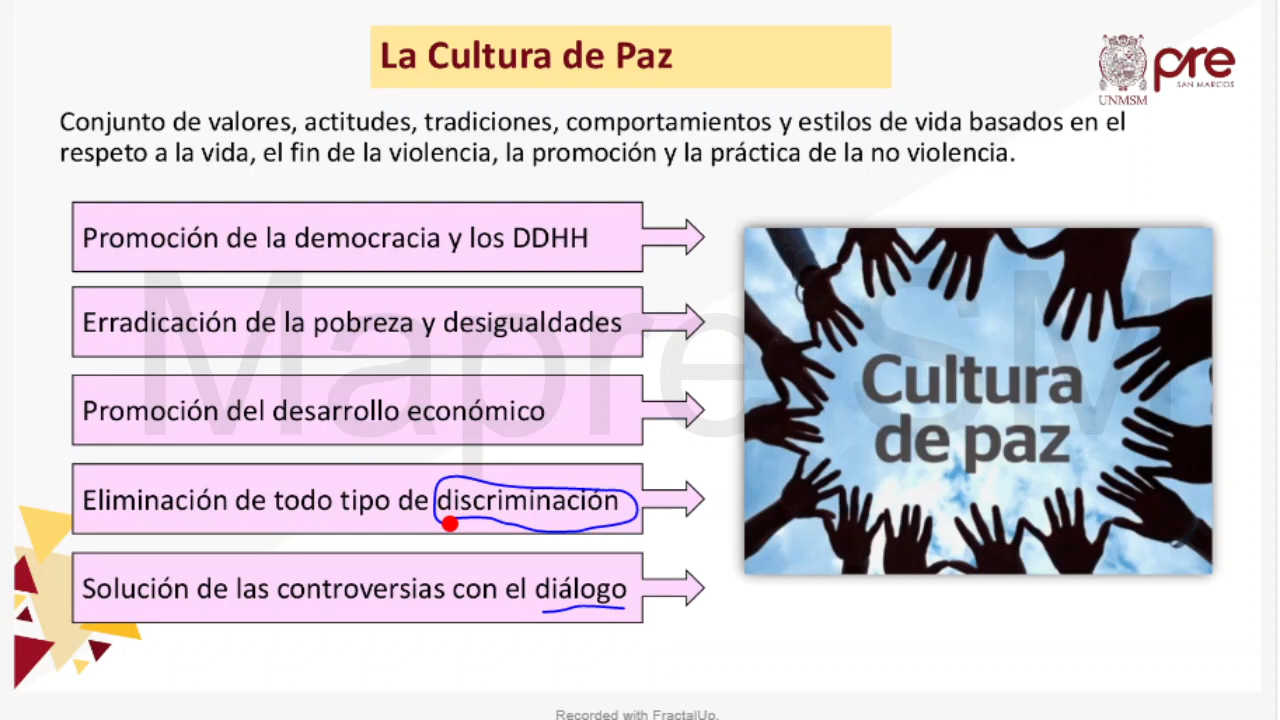 La Cultura de Paz
UNMSM
pre
SAN MARCOS
Conjunto de valores, actitudes, tradiciones, comportamientos y estilos de vida basados en el
respeto a la vida, el fin de la violencia, la promoción y la práctica de la no violencia.
Promoción de la democracia y los DDHH
Erradicación de la pobreza y desigualdades
Promoción del desarrollo económico
Eliminación de todo tipo de discriminación
Solución de las controversias con el diálogo
Cultura
de paz
Mapre SM
Recorded with FractalUp.